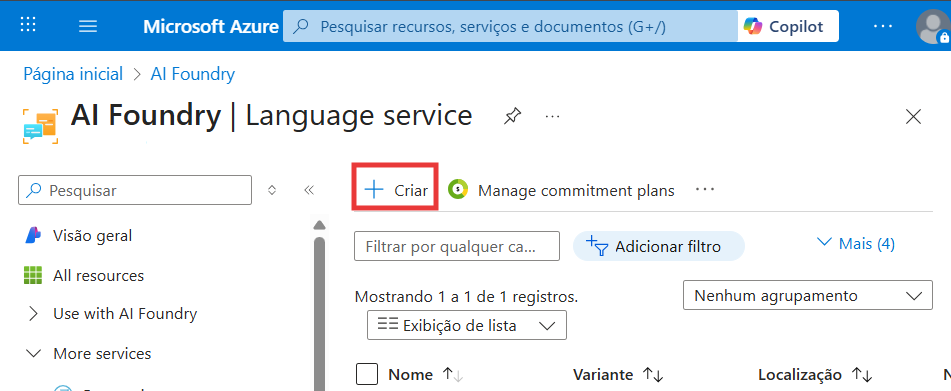 Microsoft Azure
Pesquisar recursos, serviços e documentos (G+/)
Copilot
Página inicial > AI Foundry
AI Foundry | Language service
Pesquisar
Criar
Manage commitment plans
Visão geral
All resources
Use with AI Foundry
More services
Filtrar por qualquer ca...
Adicionar filtro
Mais (4)
Mostrando 1 a 1 de 1 registros.
Nenhum agrupamento
Exibição de lista
Nome
Variante
Localização